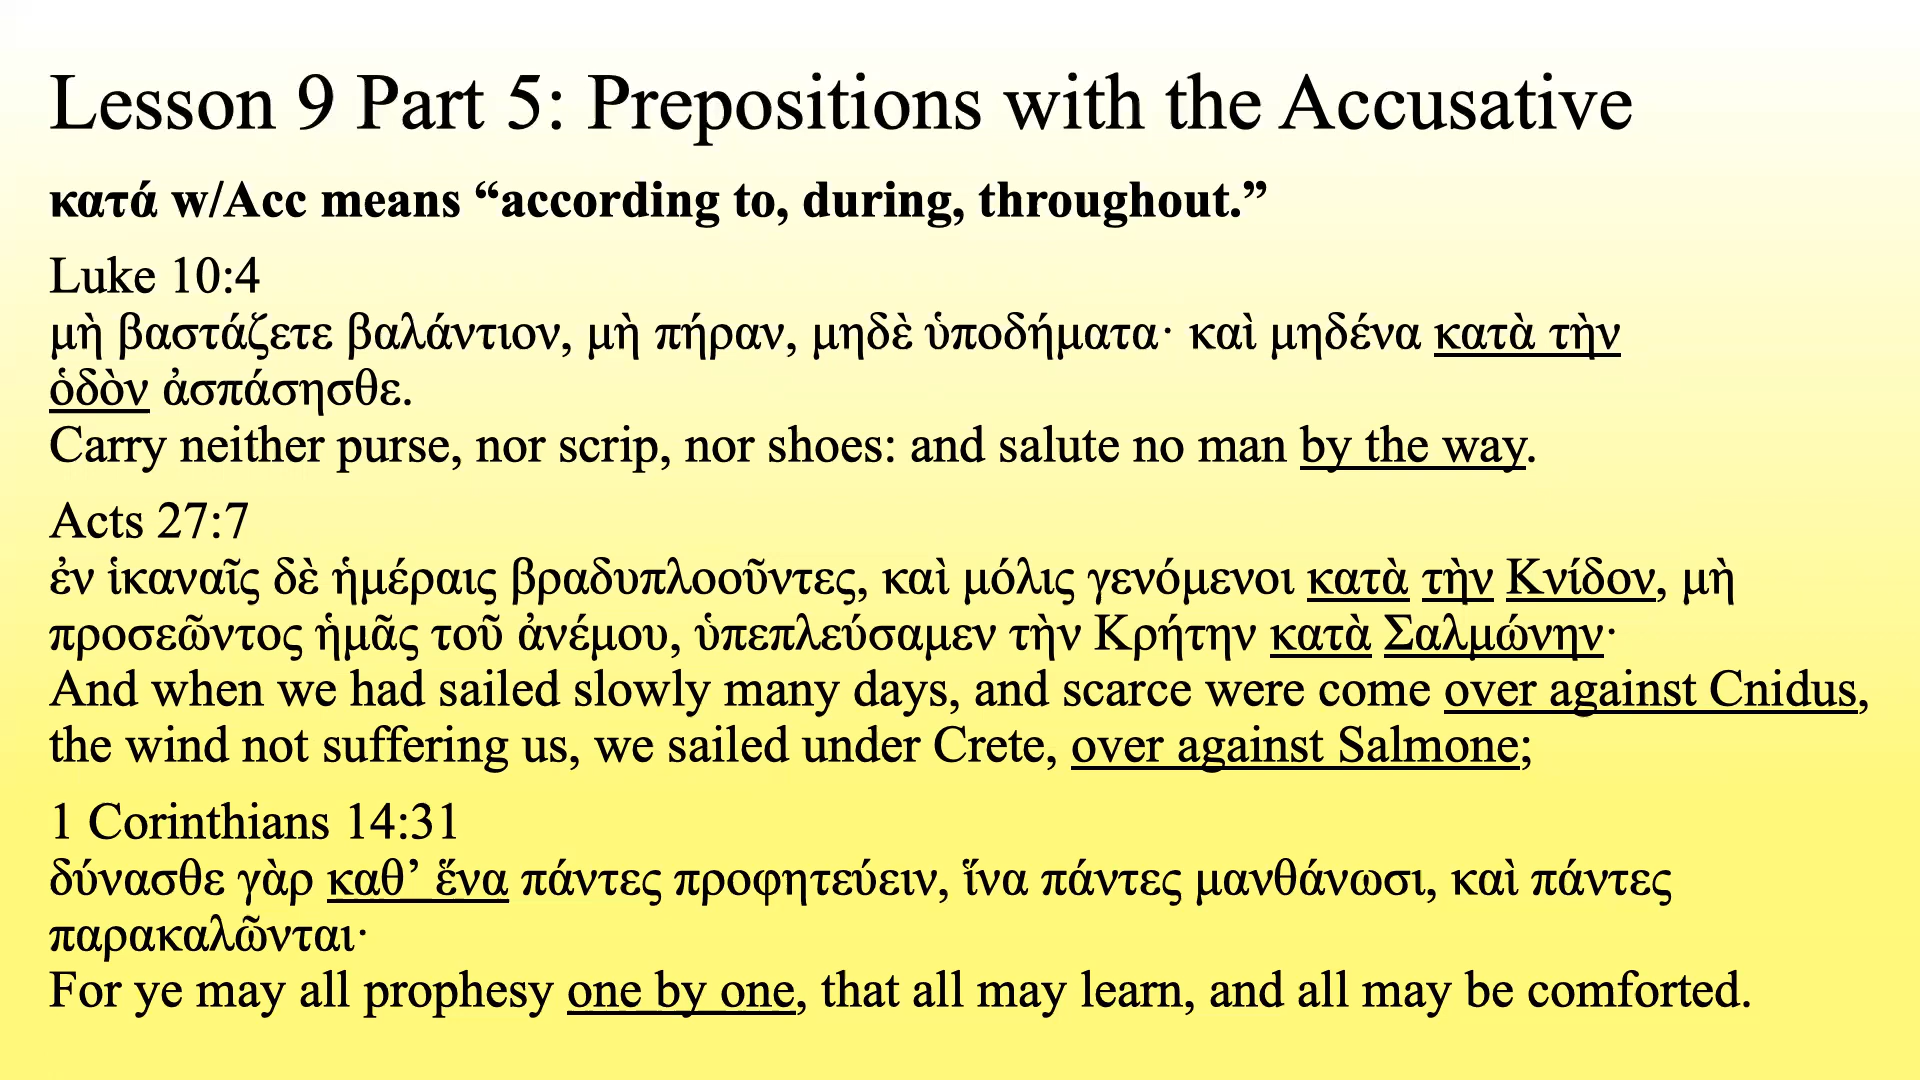 Lesson 9 Part 5: Prepositions with the Accusative
κατά w/Acc means “according to, during, throughout.”
Luke 10:4
μὴ βαστάζετε βαλάντιον, μὴ πήραν, μηδὲ ὑποδήματα· καὶ μηδένα κατὰ τὴν
ὁδὸν ἀσπάσησθε.
Carry neither purse, nor scrip, nor shoes: and salute no man by the way.
Acts 27:7
ἐν ἱκαναῖς δὲ ἡμέραις βραδυπλοοῦντες, καὶ μόλις γενόμενοι κατὰ τὴν Κνίδον, μὴ
προσεῶντος ἡμᾶς τοῦ ἀνέμου, ὑπεπλεύσαμεν τὴν Κρήτην κατὰ Σαλμώνην·
And when we had sailed slowly many days, and scarce were come over against Cnidus,
the wind not suffering us, we sailed under Crete, over against Salmone;
1 Corinthians 14:31
δύνασθε γὰρ καθ’ ἕνα πάντες προφητεύειν, ἵνα πάντες μανθάνωσι, καὶ πάντες
παρακαλῶνται·
For ye may all prophesy one by one, that all may learn, and all may be comforted.